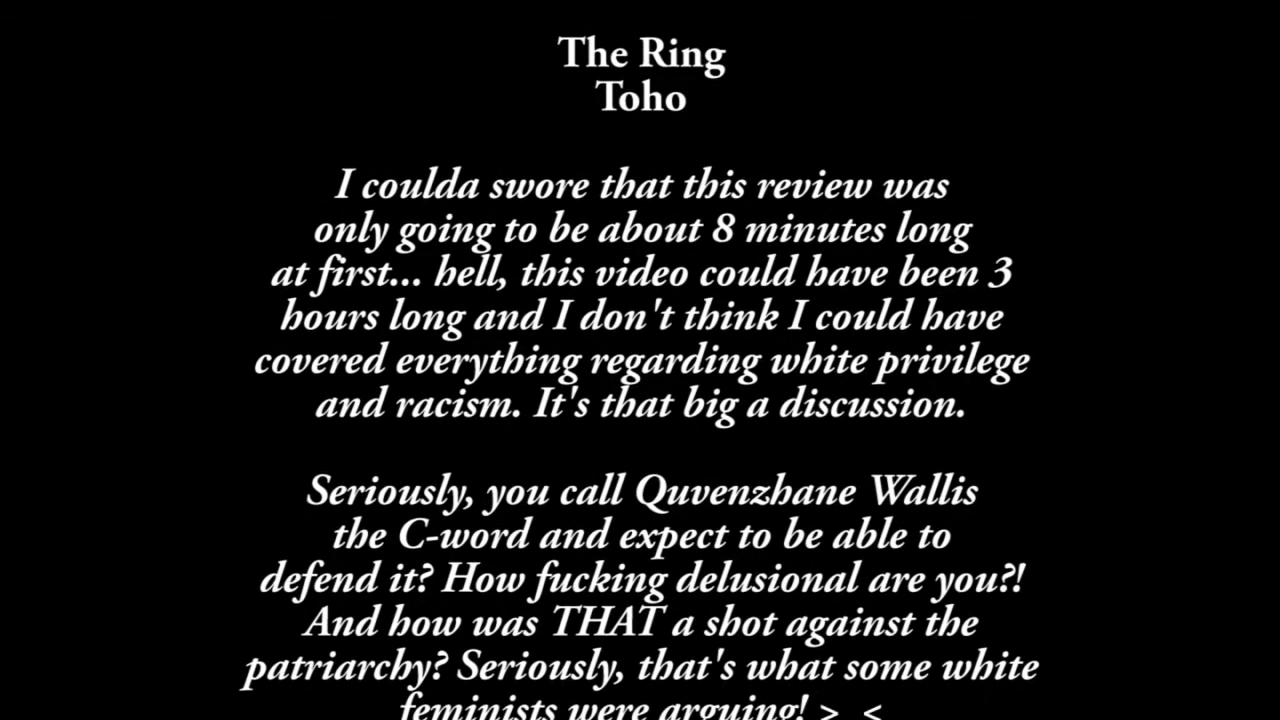 The Ring
Toho
I coulda swore that this review was
only going to be about 8 minutes long
at first... hell, this video could have been 3
hours long and I don't think I could have
covered everything regarding white privilege
and racism. It's that big a discussion.
Seriously, you call Quvenzhane Wallis
the C-word and expect to be able to
defend it? How fucking delusional are you?!
And how was THAT a shot against the
patriarchy? Seriously, that's what some white
feminists were arguing! >_<